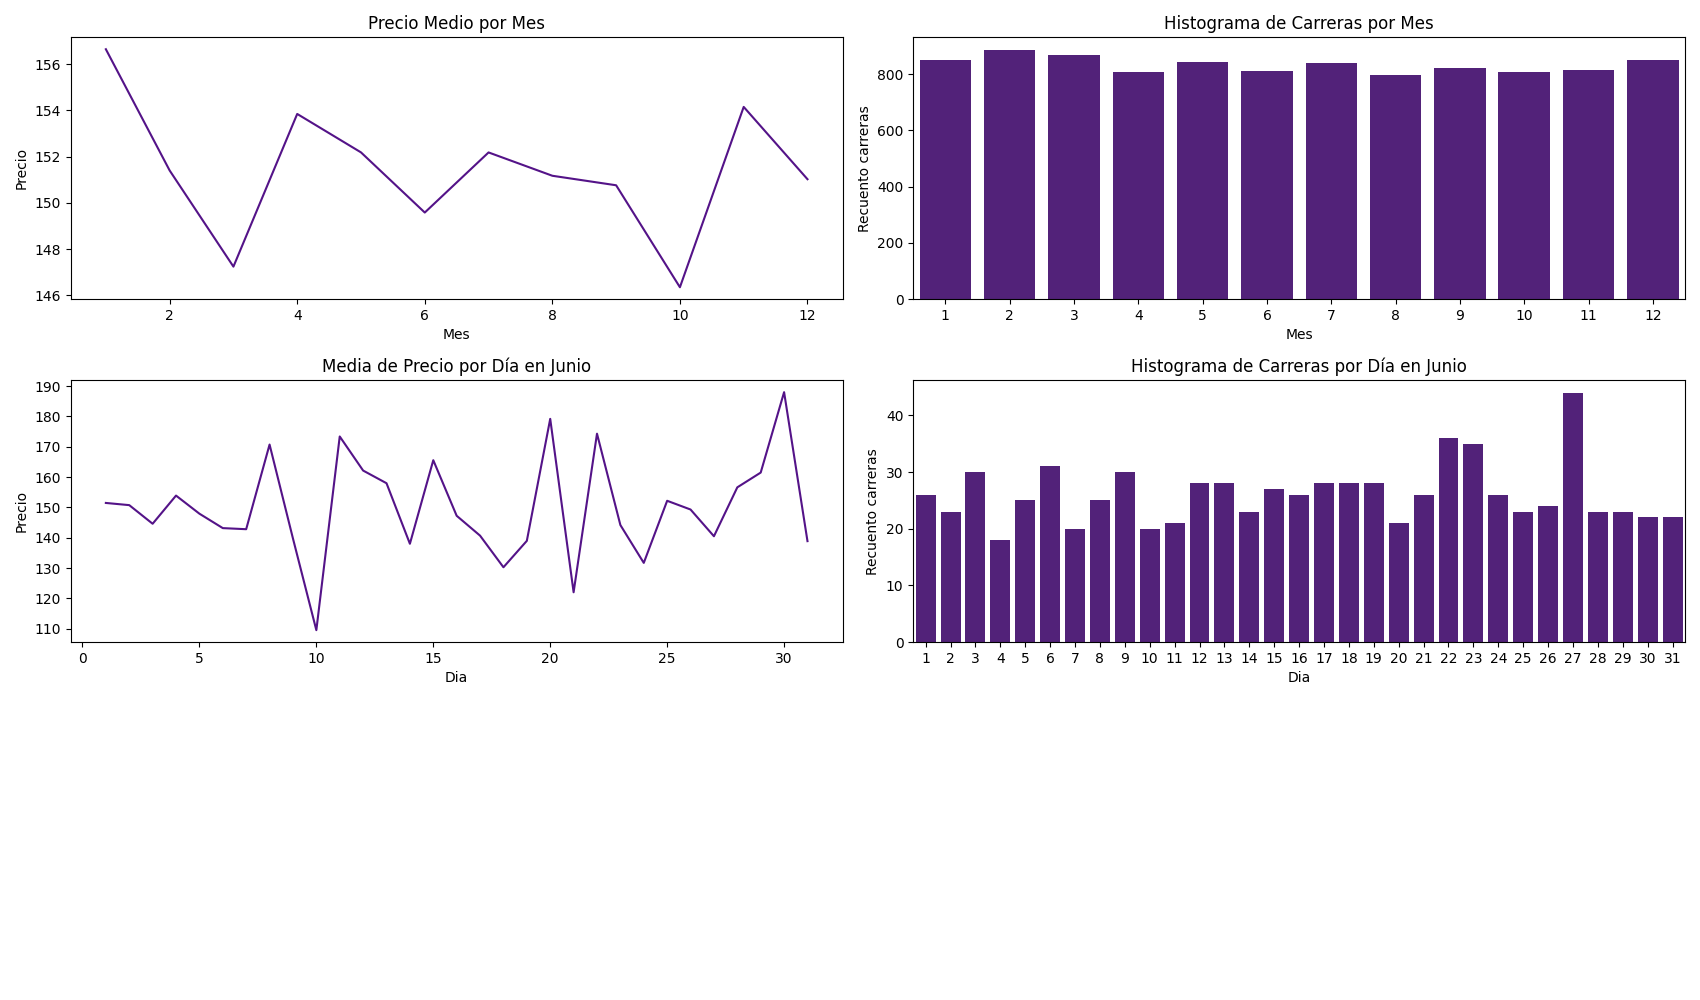 Precio Medio por Mes
Precio
156
154
152
150
148
146
2 4 6 8 10 12
Mes
Histograma de Carreras por Mes
Recuento carreras
800
600
400
200
0
1 2 3 4 5 6 7 8 9 10 11 12
Mes
Media de Precio por Día en Junio
Precio
190
180
170
160
150
140
130
120
110
0 5 10 15 20 25 30
Dia
Histograma de Carreras por Día en Junio
Recuento carreras
40
30
20
10
0
1 2 3 4 5 6 7 8 9 10 11 12 13 14 15 16 17 18 19 20 21 22 23 24 25 26 27 28 29 30 31
Dia